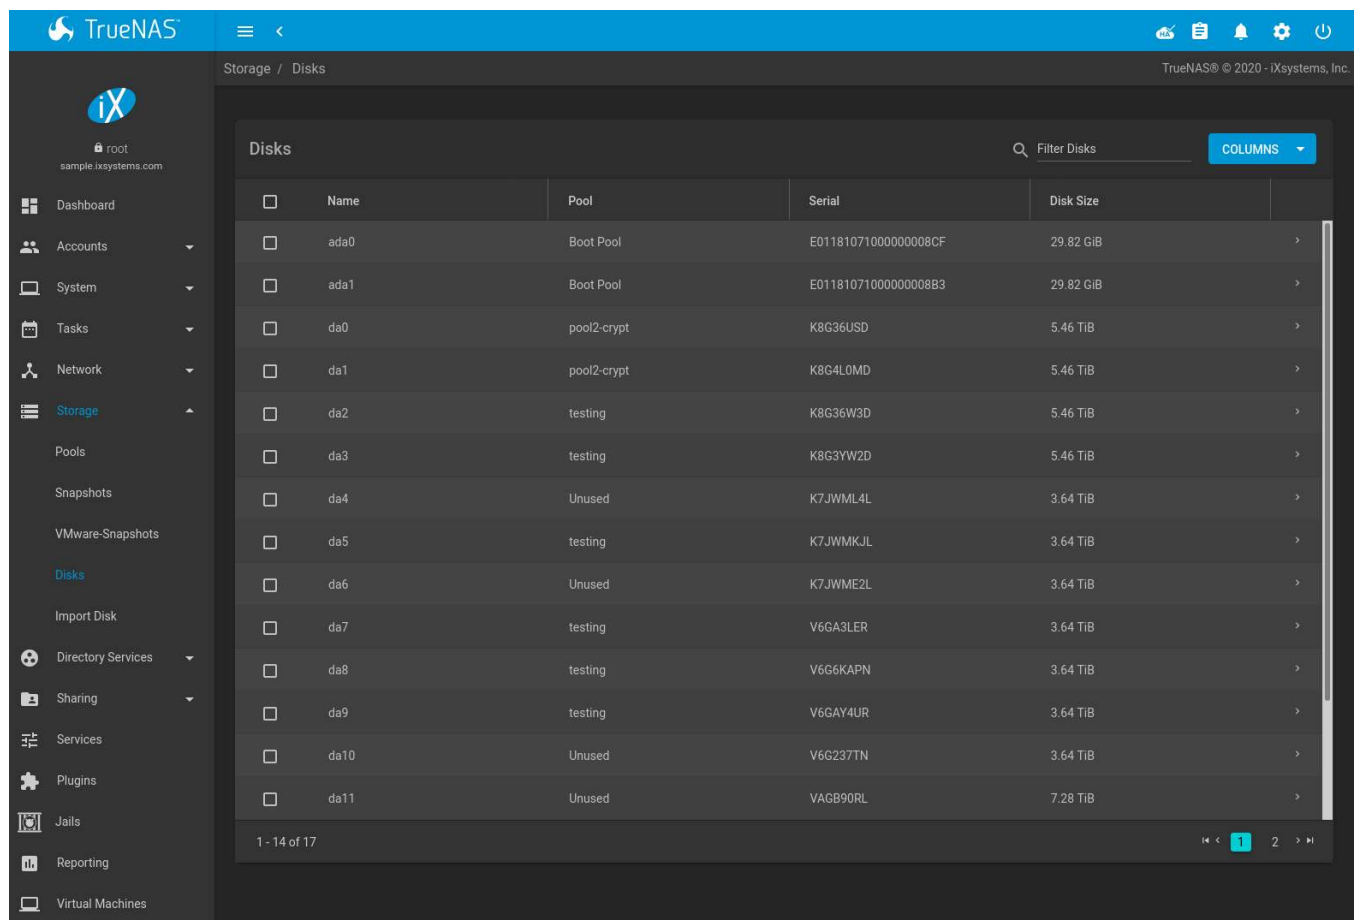 TrueNAS
HA
Storage / Disks
TrueNAS® © 2020 - iXsystems, Inc.
iX
root
sample.ixsystems.com
Dashboard
Accounts
System
Tasks
Network
Storage
Pools
Snapshots
VMware-Snapshots
Disks
Import Disk
Directory Services
Sharing
Services
Plugins
Jails
Reporting
Virtual Machines
Disks
Filter Disks
COLUMNS
Name Pool Serial Disk Size
ada0 Boot Pool E01181071000000008CF 29.82 GiB
ada1 Boot Pool E01181071000000008B3 29.82 GiB
da0 pool2-crypt K8G36USD 5.46 TiB
da1 pool2-crypt K8G4L0MD 5.46 TiB
da2 testing K8G36W3D 5.46 TiB
da3 testing K8G3YW2D 5.46 TiB
da4 Unused K7JWML4L 3.64 TiB
da5 testing K7JWMKJL 3.64 TiB
da6 Unused K7JWME2L 3.64 TiB
da7 testing V6GA3LER 3.64 TiB
da8 testing V6G6KAPN 3.64 TiB
da9 testing V6GAY4UR 3.64 TiB
da10 Unused V6G237TN 3.64 TiB
da11 Unused VAGB90RL 7.28 TiB
1 - 14 of 17
1 2